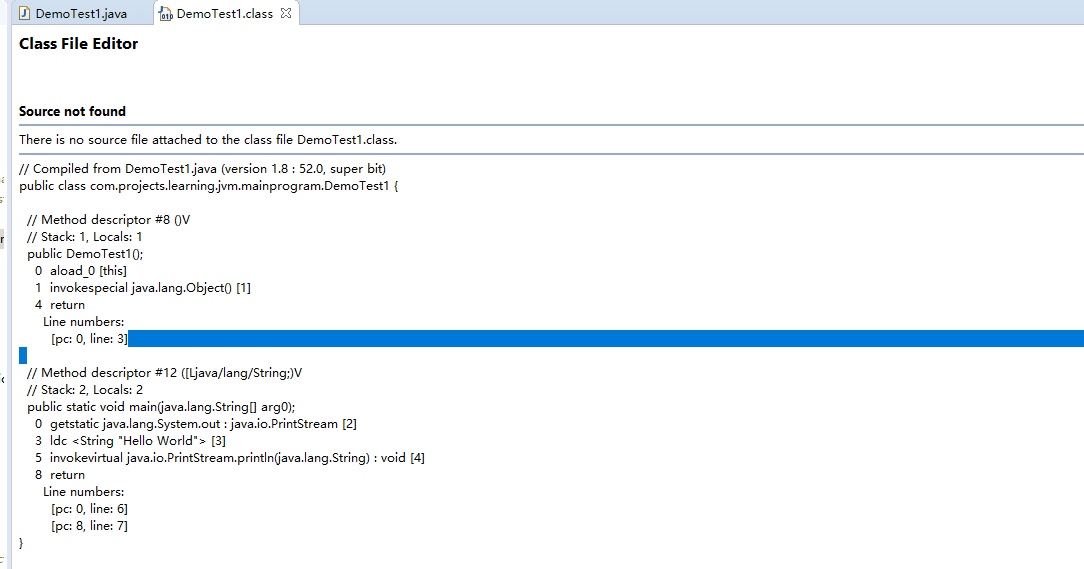 DemoTest1.java
DemoTest1.class
Class File Editor
Source not found
There is no source file attached to the class file DemoTest1.class.
// Compiled from DemoTest1.java (version 1.8 : 52.0, super bit)
public class com.projects.learning.jvm.mainprogram.DemoTest1 {
// Method descriptor #8 ()V
// Stack: 1, Locals: 1
public DemoTest1();
0 aload_0 [this]
1 invokespecial java.lang.Object() [1]
4 return
Line numbers:
[pc: 0, line: 3]
// Method descriptor #12 ([Ljava/lang/String;)V
// Stack: 2, Locals: 2
public static void main(java.lang.String[] arg0);
0 getstatic java.lang.System.out : java.io.PrintStream [2]
3 ldc <String "Hello World"> [3]
5 invokevirtual java.io.PrintStream.println(java.lang.String) : void [4]
8 return
Line numbers:
[pc: 0, line: 6]
[pc: 8, line: 7]
}